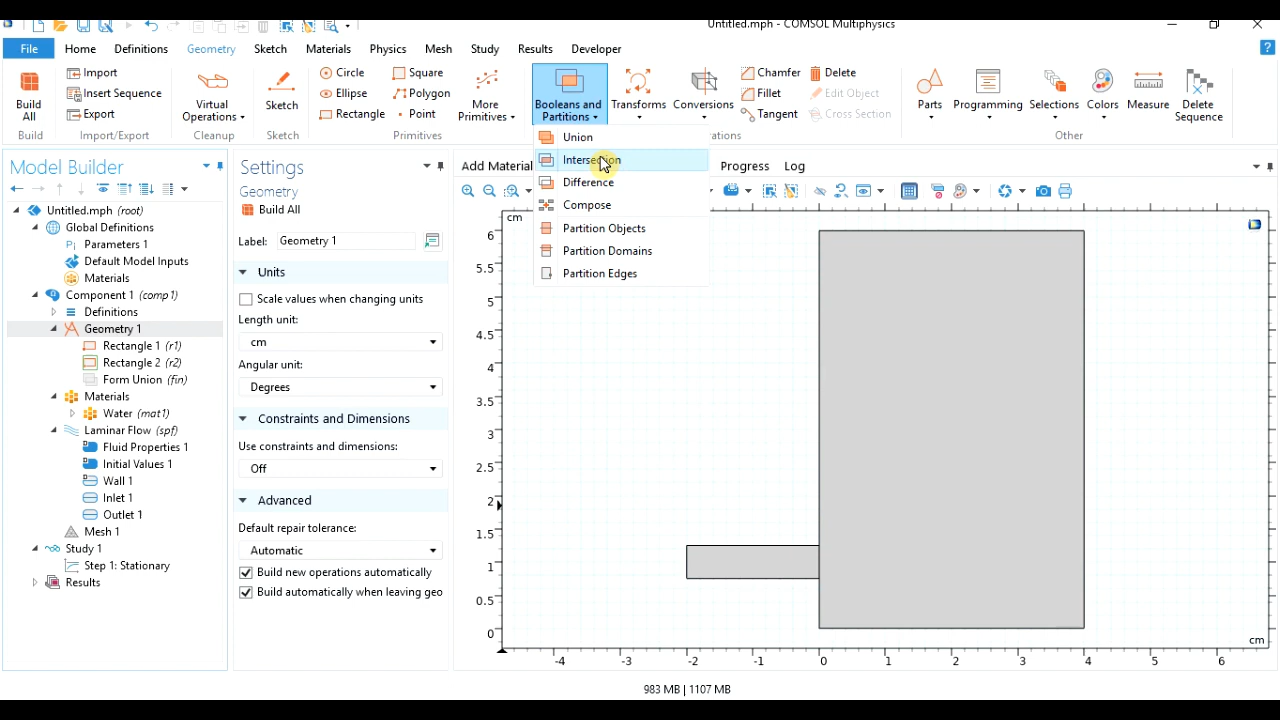 Untitled.mph - COMSOL Multiphysics
File Home Definitions Geometry Sketch Materials Physics Mesh Study Results Developer ?
Import
Insert Sequence
Export
Build All
Build
Import/Export
Virtual Operations
Cleanup
Sketch
Sketch
Circle Square
Ellipse Polygon
Rectangle Point
More Primitives
Primitives
Booleans and Partitions
Transforms
Conversions
Chamfer Delete
Fillet Edit Object
Tangent Cross Section
Parts
Programming
Selections
Colors
Measure
Delete Sequence
Other
Union
Intersection
Difference
Compose
Partition Objects
Partition Domains
Partition Edges
Model Builder
Untitled.mph (root)
Global Definitions
Pi Parameters 1
Default Model Inputs
Materials
Component 1 (comp1)
Definitions
Geometry 1
Rectangle 1 (r1)
Rectangle 2 (r2)
Form Union (fin)
Materials
Water (mat1)
Laminar Flow (spf)
Fluid Properties 1
Initial Values 1
Wall 1
Inlet 1
Outlet 1
Mesh 1
Study 1
Step 1: Stationary
Results
Settings
Geometry
Build All
Label: Geometry 1
Units
Scale values when changing units
Length unit:
cm
Angular unit:
Degrees
Constraints and Dimensions
Use constraints and dimensions:
Off
Advanced
Default repair tolerance:
Automatic
Build new operations automatically
Build automatically when leaving geo
Add Material Progress Log
cm
6
5.5
5
4.5
4
3.5
3
2.5
2
1.5
1
0.5
0
cm
-4 -3 -2 -1 0 1 2 3 4 5 6
983 MB | 1107 MB